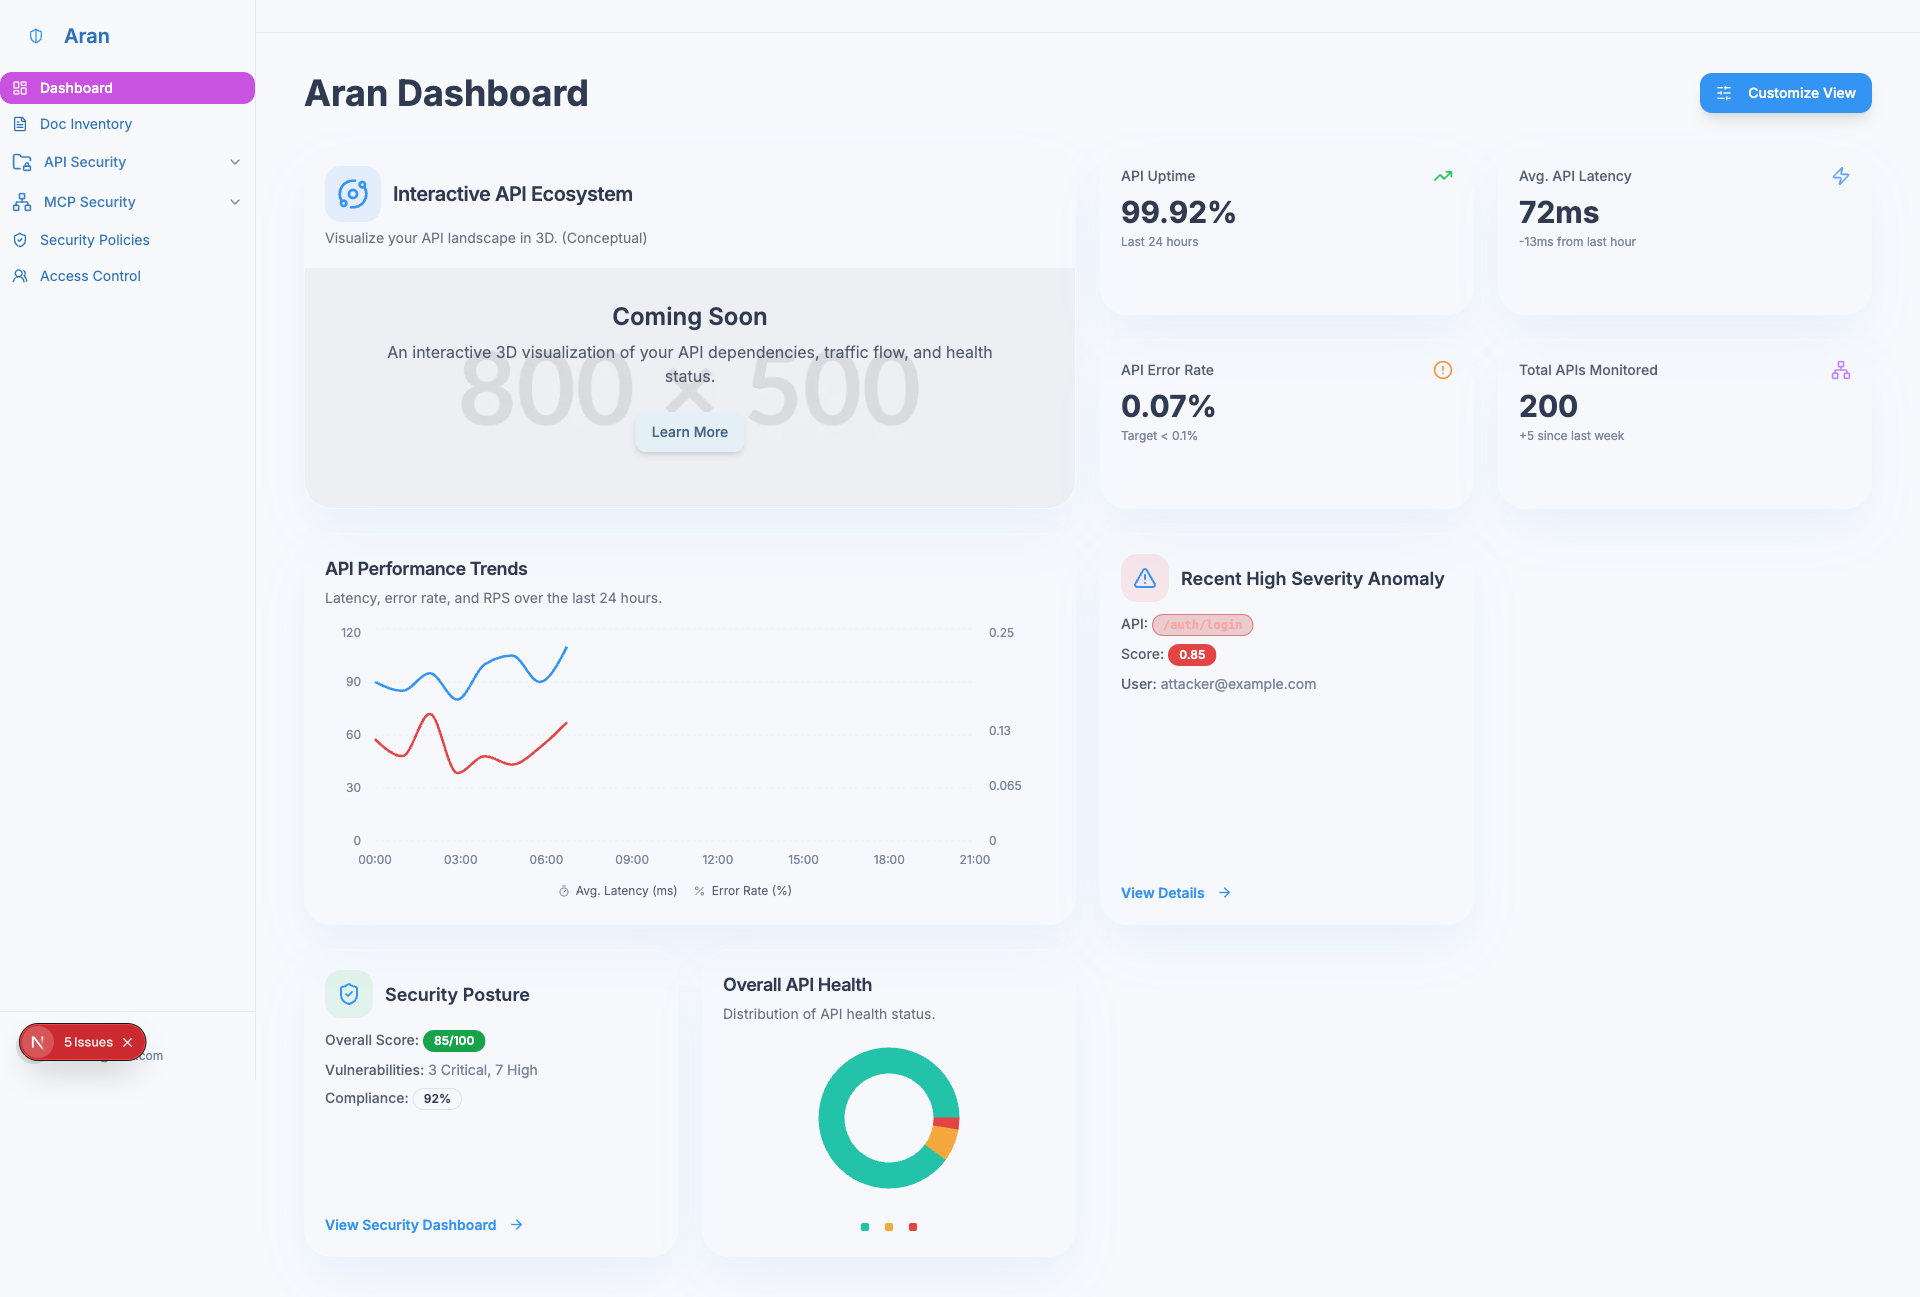 Aran
Dashboard
Doc Inventory
API Security
MCP Security
Security Policies
Access Control
N 5 Issues
.com
Aran Dashboard
Customize View
Interactive API Ecosystem
Visualize your API landscape in 3D. (Conceptual)
800 × 500
Coming Soon
An interactive 3D visualization of your API dependencies, traffic flow, and health
status.
Learn More
API Uptime
99.92%
Last 24 hours
Avg. API Latency
72ms
-13ms from last hour
API Error Rate
0.07%
Target < 0.1%
Total APIs Monitored
200
+5 since last week
API Performance Trends
Latency, error rate, and RPS over the last 24 hours.
120
90
60
30
0
0.25
0.13
0.065
0
00:00 03:00 06:00 09:00 12:00 15:00 18:00 21:00
Avg. Latency (ms) % Error Rate (%)
Recent High Severity Anomaly
API: /auth/login
Score: 0.85
User: attacker@example.com
View Details
Security Posture
Overall Score: 85/100
Vulnerabilities: 3 Critical, 7 High
Compliance: 92%
View Security Dashboard
Overall API Health
Distribution of API health status.